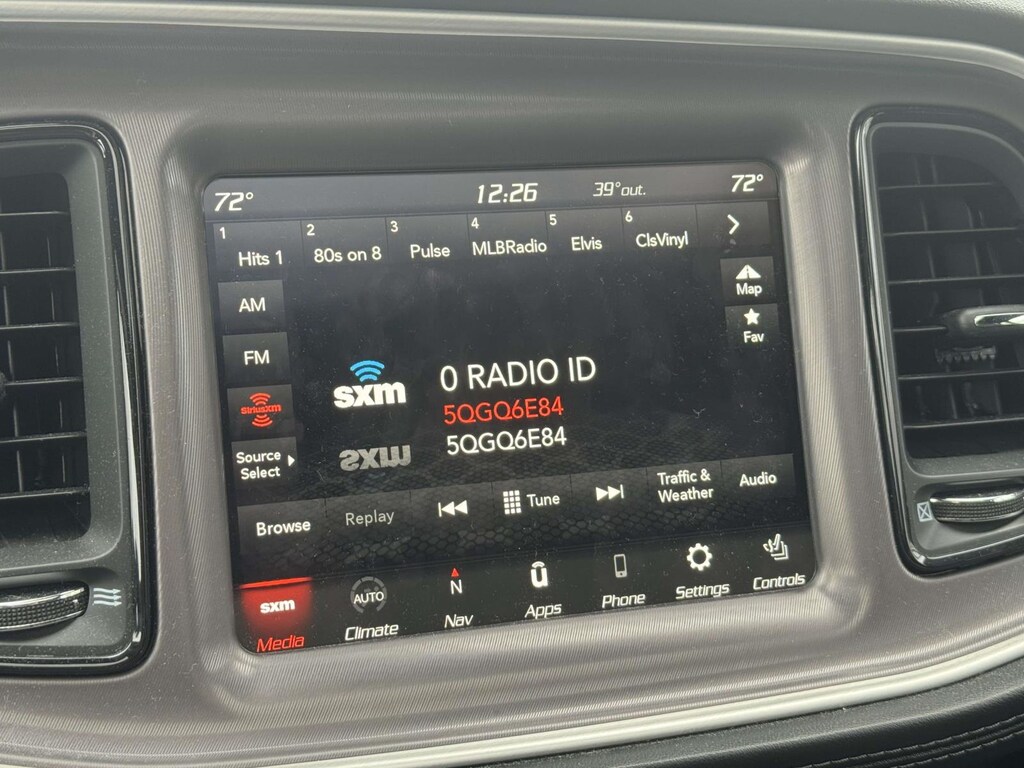 72° 12:26 39°out. 72°
1 2 3 4 5 6
Hits 1 80s on 8 Pulse MLBRadio Elvis ClsVinyl
AM
Map
FM
Fav
sxm
0 RADIO ID
SiriusXM
5QGQ6E84
5QGQ6E84
Source
Select
Browse
Replay
Tune
Traffic &
Weather
Audio
sxm
Media
AUTO
Climate
N
Nav
Apps
Phone
Settings
Controls